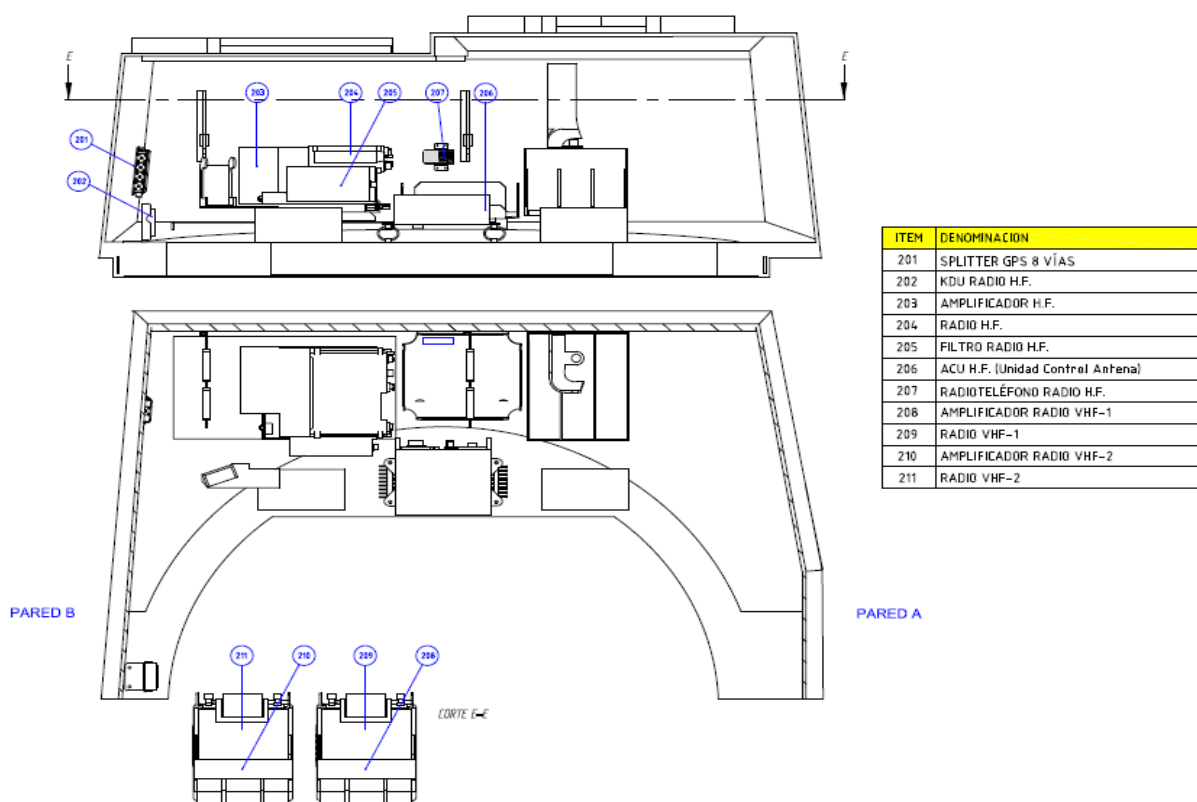 E E
203 204 205 207 206
201
202
ITEM DENOMINACION
201 SPLITTER GPS 8 VÍAS
202 KDU RADIO H.F.
203 AMPLIFICADOR H.F.
204 RADIO H.F.
205 FILTRO RADIO H.F.
206 ACU H.F. (Unidad Control Antena)
207 RADIOTELÉFONO RADIO H.F.
208 AMPLIFICADOR RADIO VHF-1
209 RADIO VHF-1
210 AMPLIFICADOR RADIO VHF-2
211 RADIO VHF-2
PARED B PARED A
211 210 209 208
CORTE E-E